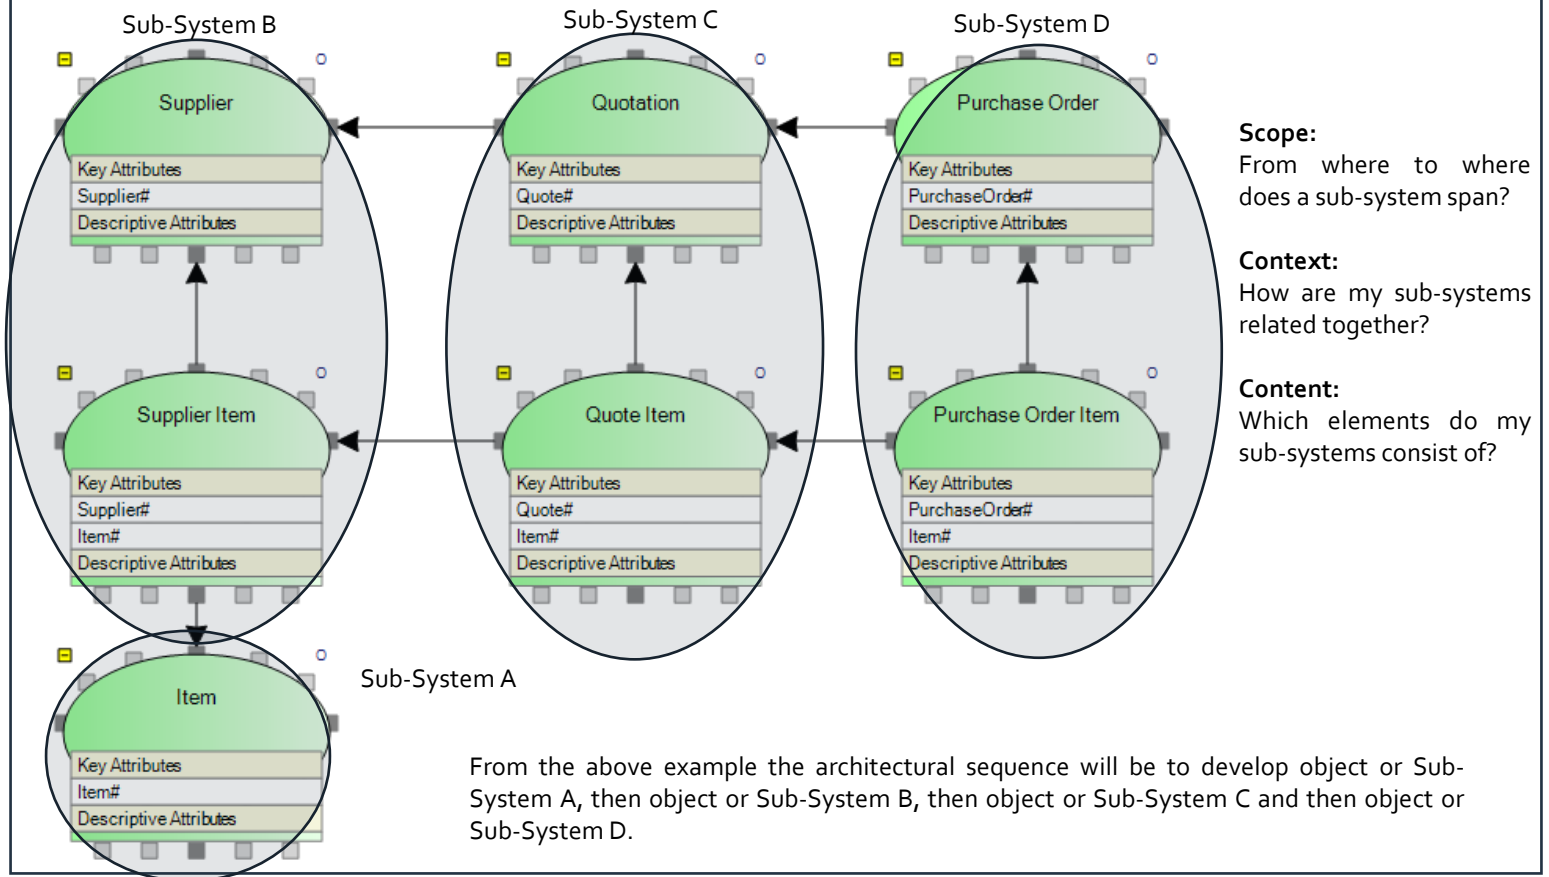 Sub-System B
Sub-System C
Sub-System D
Supplier
Key Attributes
Supplier#
Descriptive Attributes
Quotation
Key Attributes
Quote#
Descriptive Attributes
Purchase Order
Key Attributes
PurchaseOrder#
Descriptive Attributes
Supplier Item
Key Attributes
Supplier#
Item#
Descriptive Attributes
Quote Item
Key Attributes
Quote#
Item#
Descriptive Attributes
Purchase Order Item
Key Attributes
PurchaseOrder#
Item#
Descriptive Attributes
Item
Key Attributes
Item#
Descriptive Attributes
Sub-System A
Scope:
From where to where
does a sub-system span?
Context:
How are my sub-systems
related together?
Content:
Which elements do my
sub-systems consist of?
From the above example the architectural sequence will be to develop object or Sub-
System A, then object or Sub-System B, then object or Sub-System C and then object or
Sub-System D.